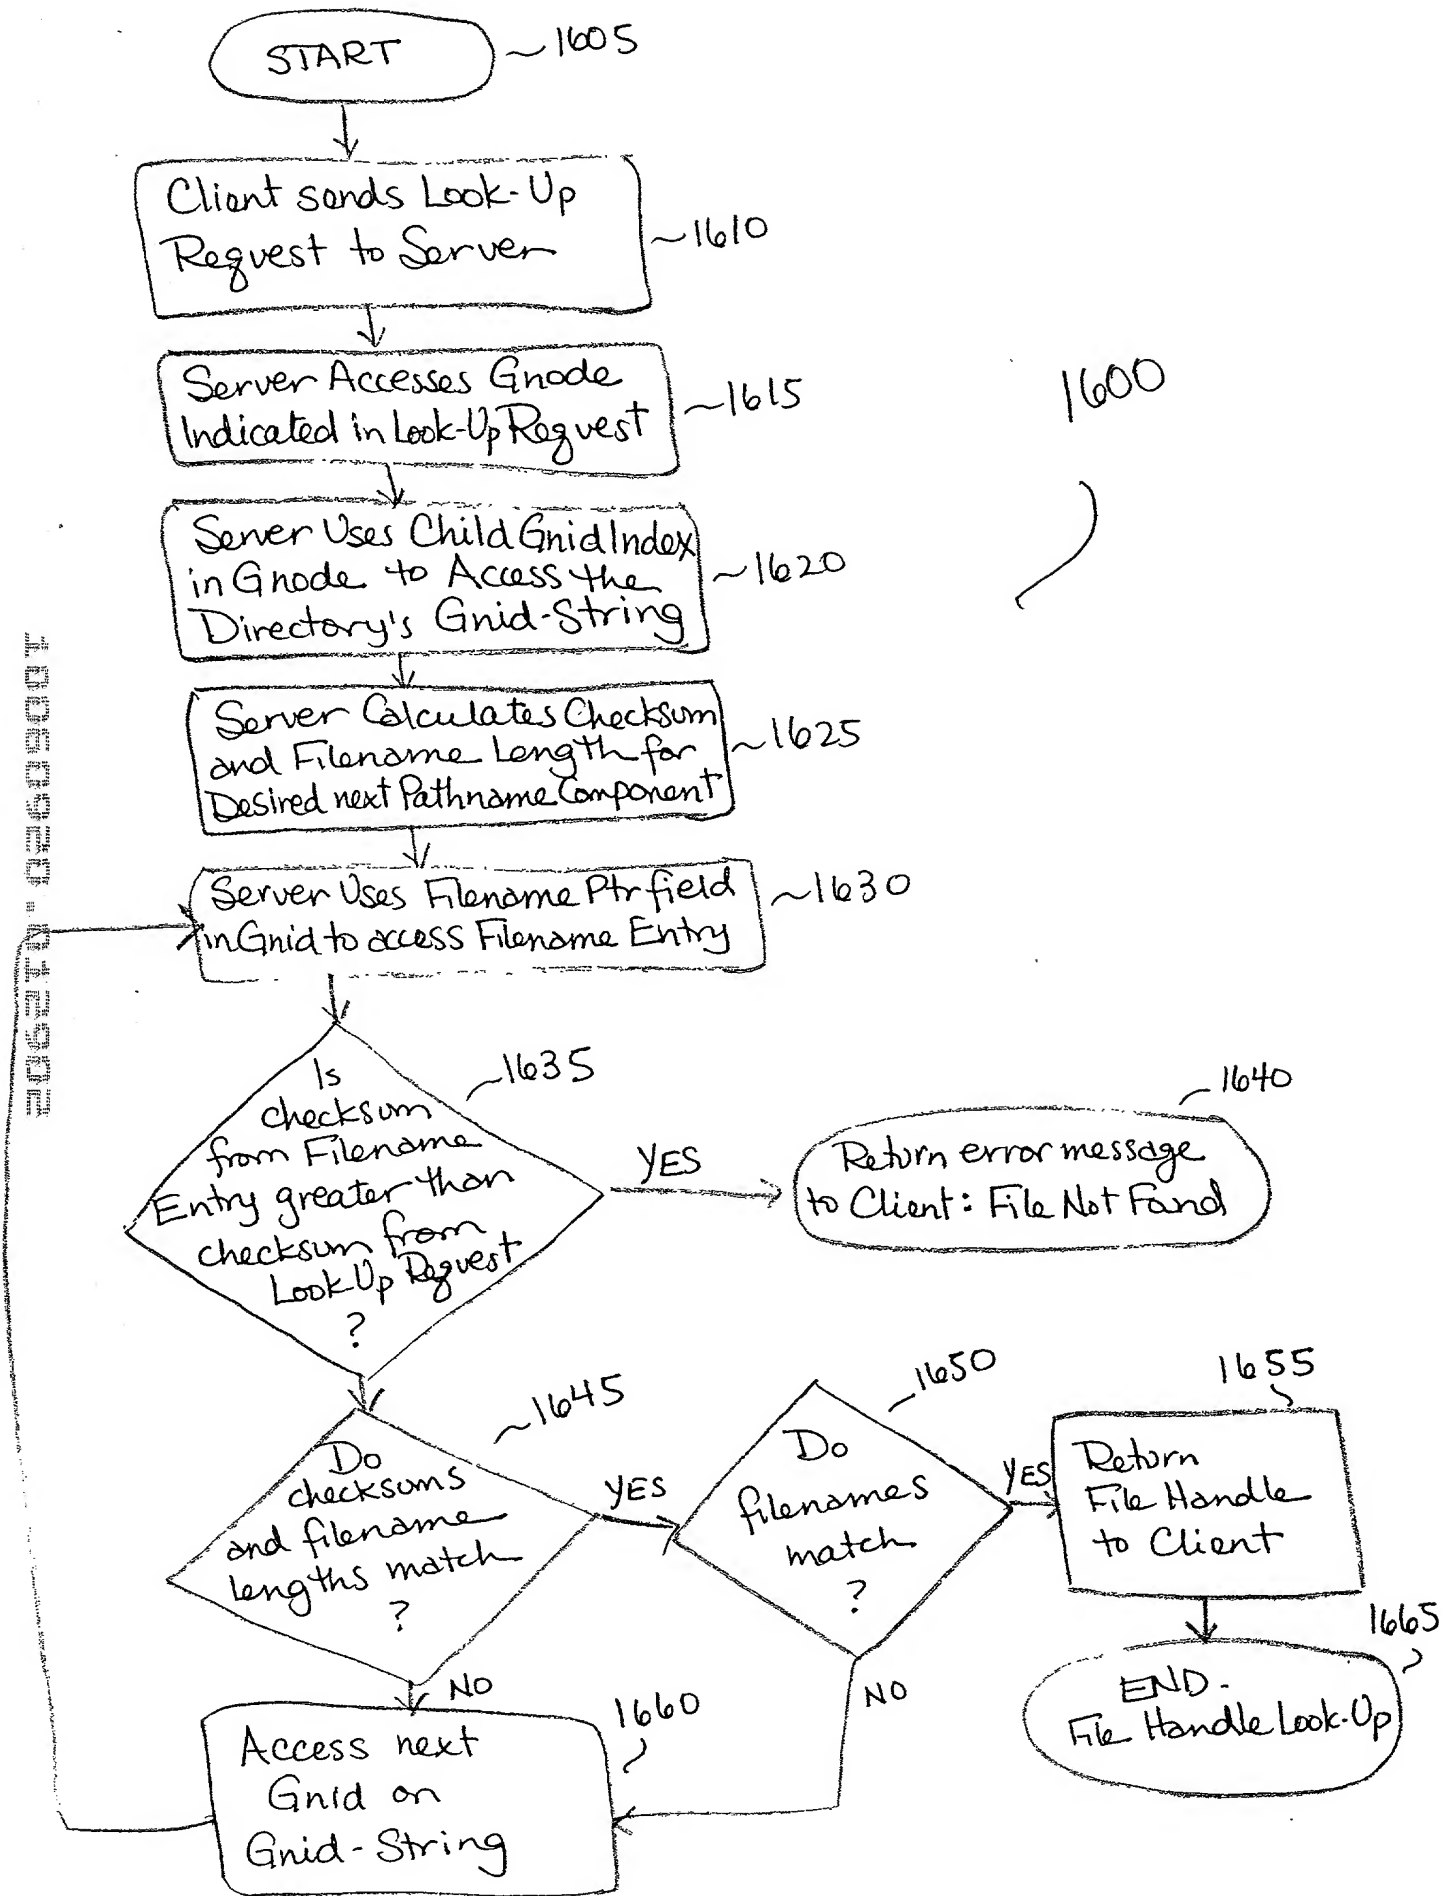 START
1605
Client sends Look-Up
Request to Server
1610
Server Accesses Gnode
Indicated in Look-Up Request
1615
1600
Server Uses Child Gnid Index
in Gnode to Access the
Directory's Gnid-String
1620
Server Calculates Checksum
and Filename Length for
Desired next Pathname Component
1625
Server Uses Filename Ptr field
in Gnid to access Filename Entry
1630
10060920.012902
Is
checksum
from Filename
Entry greater than
checksum from
Look-Up Request
?
1635
YES
1640
Return error message
to Client: File Not Found
Do
checksums
and filename
lengths match
?
1645
YES
NO
Do
filenames
match
?
1650
YES
NO
1655
Return
File Handle
to Client
1665
END -
File Handle Look-Up
Access next
Gnid on
Gnid-String
1660